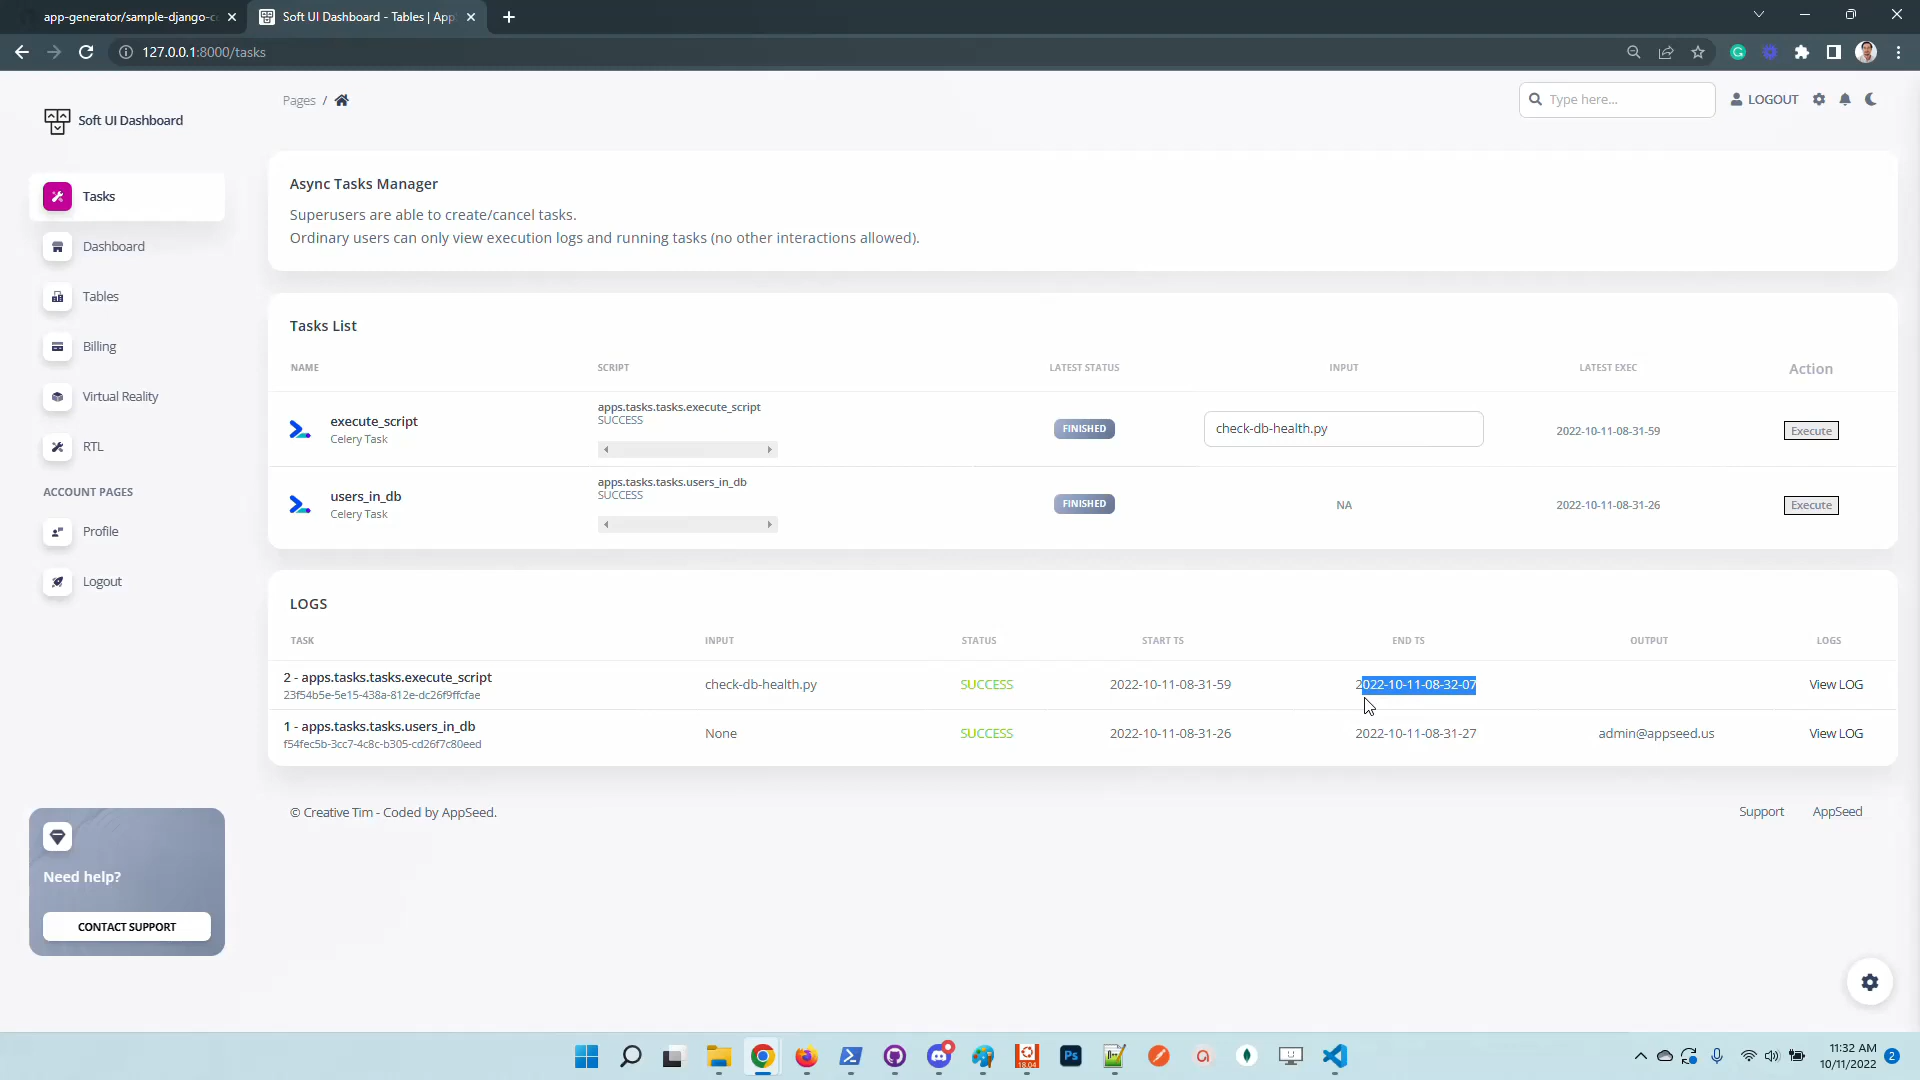 app-generator/sample-django-c
Soft UI Dashboard - Tables | App
127.0.0.1:8000/tasks
Soft UI Dashboard
Pages /
Type here...
LOGOUT
Tasks
Dashboard
Tables
Billing
Virtual Reality
RTL
ACCOUNT PAGES
Profile
Logout
Async Tasks Manager
Superusers are able to create/cancel tasks.
Ordinary users can only view execution logs and running tasks (no other interactions allowed).
Tasks List
NAME SCRIPT LATEST STATUS INPUT LATEST EXEC Action
execute_script
Celery Task
apps.tasks.tasks.execute_script
SUCCESS
FINISHED
check-db-health.py
2022-10-11-08-31-59
Execute
users_in_db
Celery Task
apps.tasks.tasks.users_in_db
SUCCESS
FINISHED
NA
2022-10-11-08-31-26
Execute
LOGS
TASK INPUT STATUS START TS END TS OUTPUT LOGS
2 - apps.tasks.tasks.execute_script
23f54b5e-5e15-438a-812e-dc26f9ffcfae
check-db-health.py
SUCCESS
2022-10-11-08-31-59
2022-10-11-08-32-07
View LOG
1 - apps.tasks.tasks.users_in_db
f54fec5b-3cc7-4c8c-b305-cd26f7c80eed
None
SUCCESS
2022-10-11-08-31-26
2022-10-11-08-31-27
admin@appseed.us
View LOG
© Creative Tim - Coded by AppSeed.
Support
AppSeed
Need help?
CONTACT SUPPORT
Ps
18.04
11:32 AM
10/11/2022
2